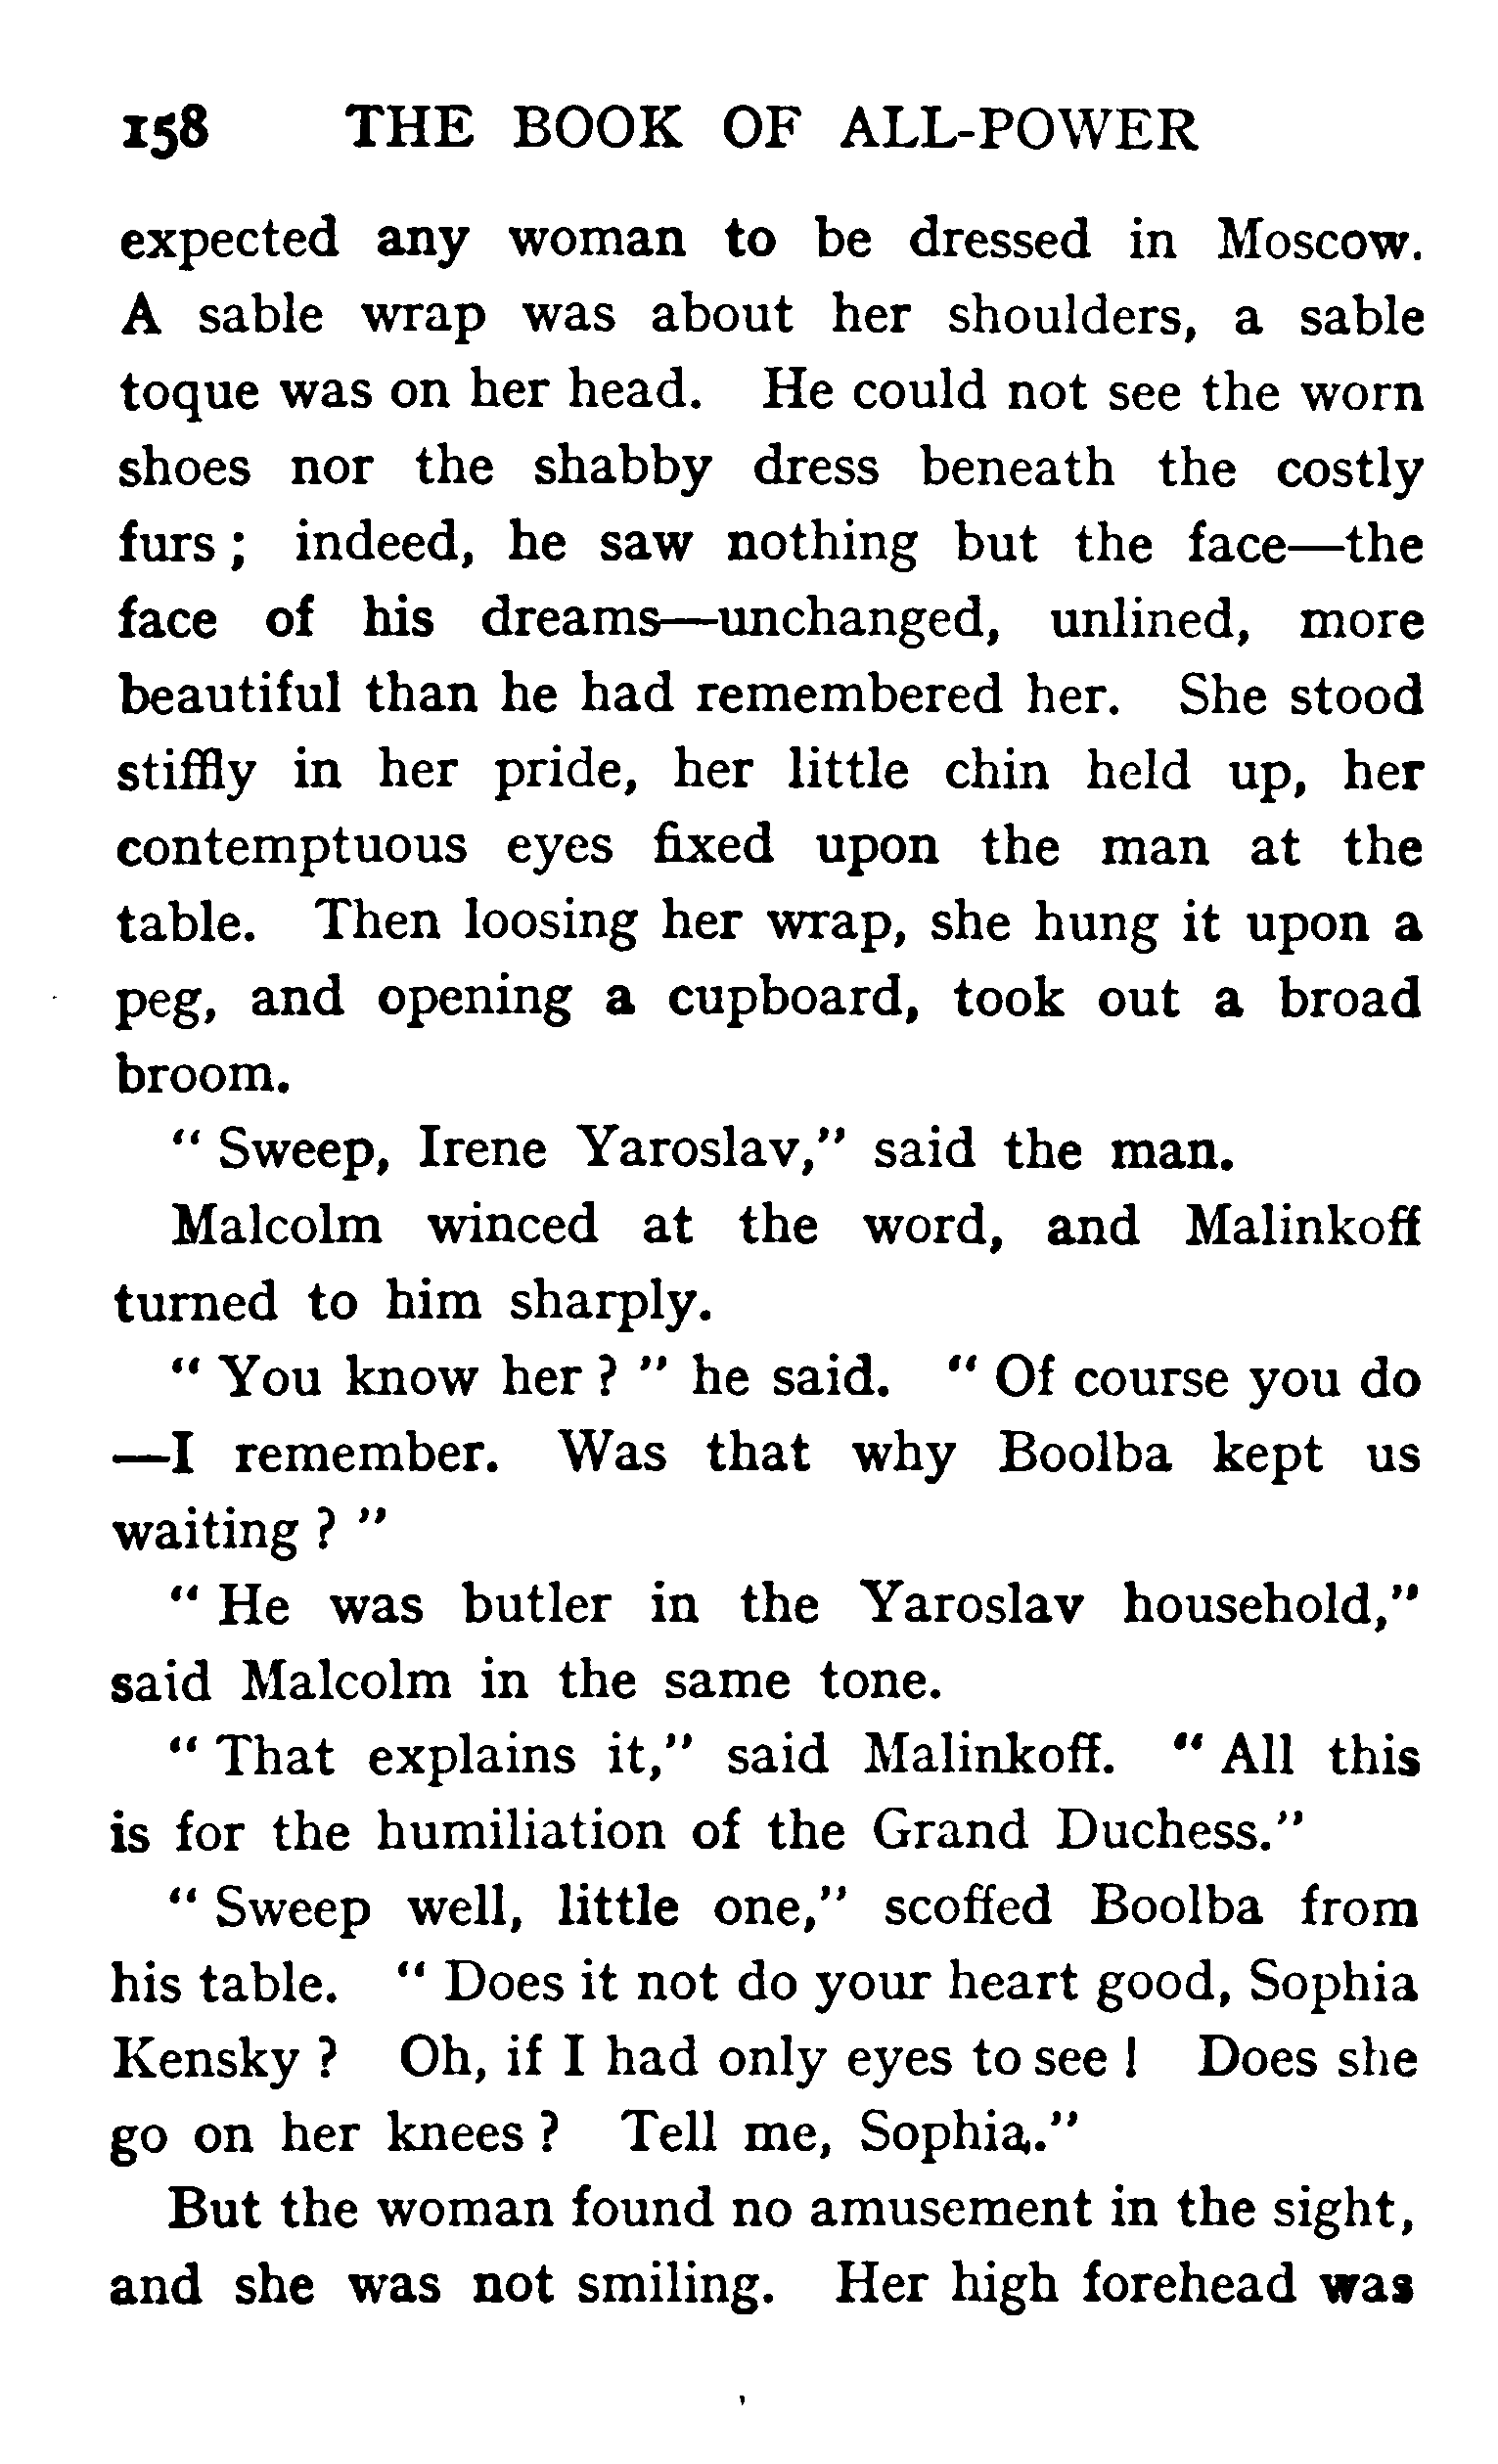 158 THE BOOK OF ALL-POWER
expected any woman to be dressed in Moscow.
A sable wrap was about her shoulders, a sable
toque was on her head. He could not see the worn
shoes nor the shabby dress beneath the costly
furs ; indeed, he saw nothing but the face—the
face of his dreams—unchanged, unlined, more
beautiful than he had remembered her. She stood
stiffly in her pride, her little chin held up, her
contemptuous eyes fixed upon the man at the
table. Then loosing her wrap, she hung it upon a
peg, and opening a cupboard, took out a broad
broom.
“ Sweep, Irene Yaroslav,” said the man.
Malcolm winced at the word, and Malinkoff
turned to him sharply.
“ You know her ? ” he said. “ Of course you do
—I remember. Was that why Boolba kept us
waiting ? ”
“ He was butler in the Yaroslav household,”
said Malcolm in the same tone.
“ That explains it,” said Malinkoff. “ All this
is for the humiliation of the Grand Duchess.”
“ Sweep well, little one,” scoffed Boolba from
his table. “ Does it not do your heart good, Sophia
Kensky ? Oh, if I had only eyes to see ! Does she
go on her knees ? Tell me, Sophia.”
But the woman found no amusement in the sight,
and she was not smiling. Her high forehead was